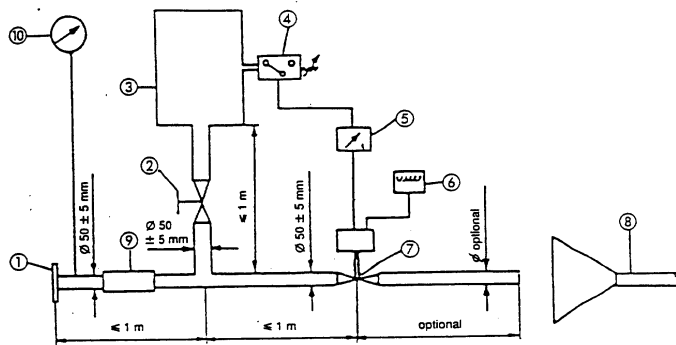 ⑩
④
③
⑤
②
⑥
Ø 50 ± 5 mm
Ø 50
± 5 mm
≤ 1 m
Ø 50 ± 5 mm
Ø optional
⑦
⑧
①
⑨
≤ 1 m
≤ 1 m
optional